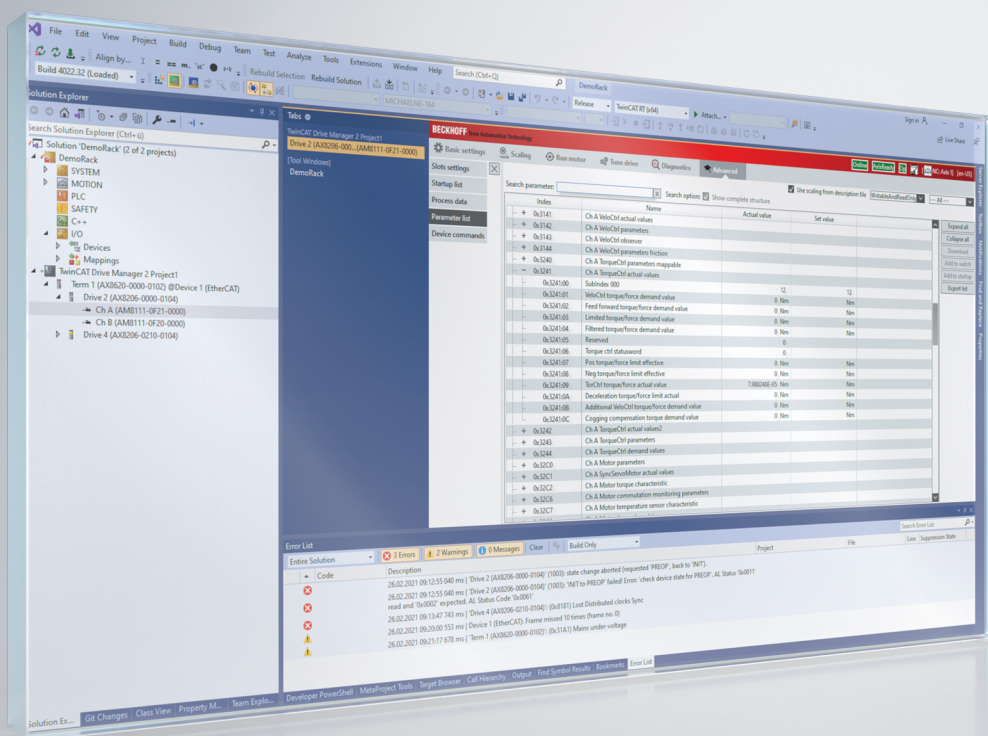 File Edit View Project Build Debug Team Test Analyze Tools Extensions Window Help Search (Ctrl+Q) DemoRack
Sign in
Live Share
Align by...
Rebuild Selection Rebuild Solution
Release TwinCAT RT (x64) Attach...
Build 4022.32 (Loaded)
MICHAELNE-T64
Solution Explorer
Search Solution Explorer (Ctrl+ü)
Solution 'DemoRack' (2 of 2 projects)
DemoRack
SYSTEM
MOTION
PLC
SAFETY
C++
I/O
Devices
Mappings
TwinCAT Drive Manager 2 Project1
Term 1 (AX8620-0000-0102) @Device 1 (EtherCAT)
Drive 2 (AX8206-0000-0104)
Ch A (AM8111-0F21-0000)
Ch B (AM8111-0F20-0000)
Drive 4 (AX8206-0210-0104)
Solution Ex... Git Changes Class View Property M... Team Explo...
Tabs
TwinCAT Drive Manager 2 Project1
Drive 2 (AX8206-000...(AM8111-0F21-0000)
[Tool Windows]
DemoRack
BECKHOFF New Automation Technology
Basic settings Scaling Run motor Tune drive Diagnostics Advanced
NC: Axis 1 [en-US]
Slots settings
Startup list
Process data
Parameter list
Device commands
Search parameter: Search option: Show complete structure Use scaling from description file WritableAndReadOnly --- All ---
Index Name Actual value Set value
0x3141 Ch A VeloCtrl actual values
0x3142 Ch A VeloCtrl parameters
0x3143 Ch A VeloCtrl observer
0x3144 Ch A VeloCtrl parameters friction
0x3240 Ch A TorqueCtrl parameters mappable
0x3241 Ch A TorqueCtrl actual values
0x3241:00 SubIndex 000 12 12
0x3241:01 VeloCtrl torque/force demand value 0 Nm Nm
0x3241:02 Feed forward torque/force demand value 0 Nm Nm
0x3241:03 Limited torque/force demand value 0 Nm Nm
0x3241:04 Filtered torque/force demand value 0 Nm Nm
0x3241:05 Reserved 0
0x3241:06 Torque ctrl statusword 0
0x3241:07 Pos torque/force limit effective 0 Nm Nm
0x3241:08 Neg torque/force limit effective 0 Nm Nm
0x3241:09 TorCtrl torque/force actual value 7.980248E-05 Nm Nm
0x3241:0A Deceleration torque/force limit actual 0 Nm Nm
0x3241:0B Additional VeloCtrl torque/force demand value 0 Nm Nm
0x3241:0C Cogging compensation torque demand value 0 Nm Nm
0x3242 Ch A TorqueCtrl actual values2
0x3243 Ch A TorqueCtrl parameters
0x3244 Ch A TorqueCtrl demand values
0x32C0 Ch A Motor parameters
0x32C1 Ch A SyncServoMotor actual values
0x32C2 Ch A Motor torque characteristic
0x32C6 Ch A Motor commutation monitoring parameters
0x32C7 Ch A Motor temperature sensor characteristic
Expand all
Collapse all
Download
Add to watch
Add to startup
Export list
Error List
Search Error List
Entire Solution 3 Errors 2 Warnings 0 Messages Clear Build Only
Code Description Project File Line Suppression State
26.02.2021 09:12:55 040 ms | 'Drive 2 (AX8206-0000-0104)' (1003): state change aborted (requested 'PREOP', back to 'INIT').
26.02.2021 09:12:55 040 ms | 'Drive 2 (AX8206-0000-0104)' (1003): 'INIT to PREOP' failed! Error: 'check device state for PREOP'. AL Status '0x0011'
read and '0x0002' expected. AL Status Code '0x0061'
26.02.2021 09:13:47 743 ms | 'Drive 4 (AX8206-0210-0104)': (0x8181) Lost Distributed clocks Sync
26.02.2021 09:20:00 553 ms | Device 1 (EtherCAT): Frame missed 10 times (frame no. 0)
26.02.2021 09:21:17 678 ms | 'Term 1 (AX8620-0000-0102)': (0x31A1) Mains under-voltage
Developer PowerShell MetaProject Tools Target Browser Call Hierarchy Output Find Symbol Results Bookmarks Error List